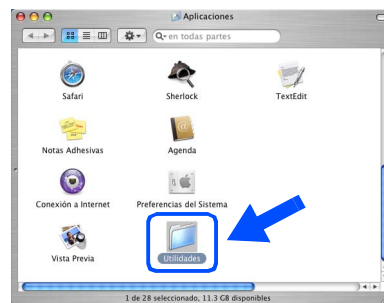 Aplicaciones
Q- en todas partes
Safari
Sherlock
TextEdit
Notas Adhesivas
Agenda
Conexión a Internet
Preferencias del Sistema
Vista Previa
Utilidades
1 de 28 seleccionado, 11.3 GB disponibles